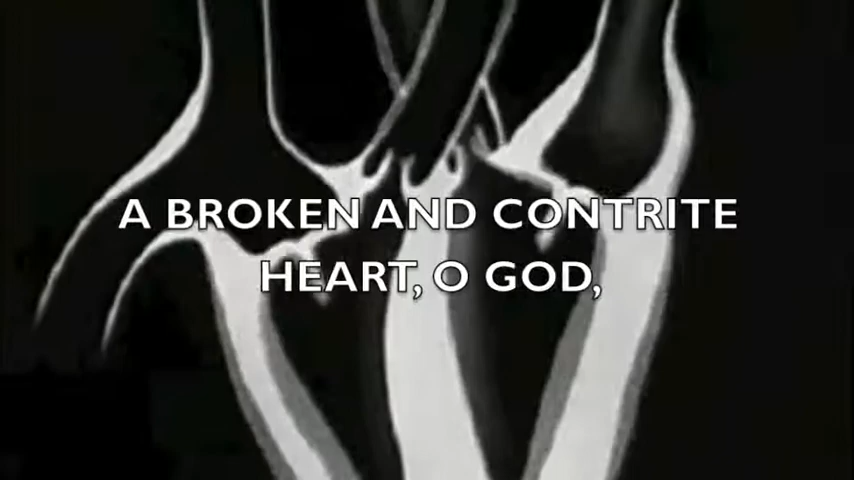 A BROKEN AND CONTRITE
HEART, O GOD,